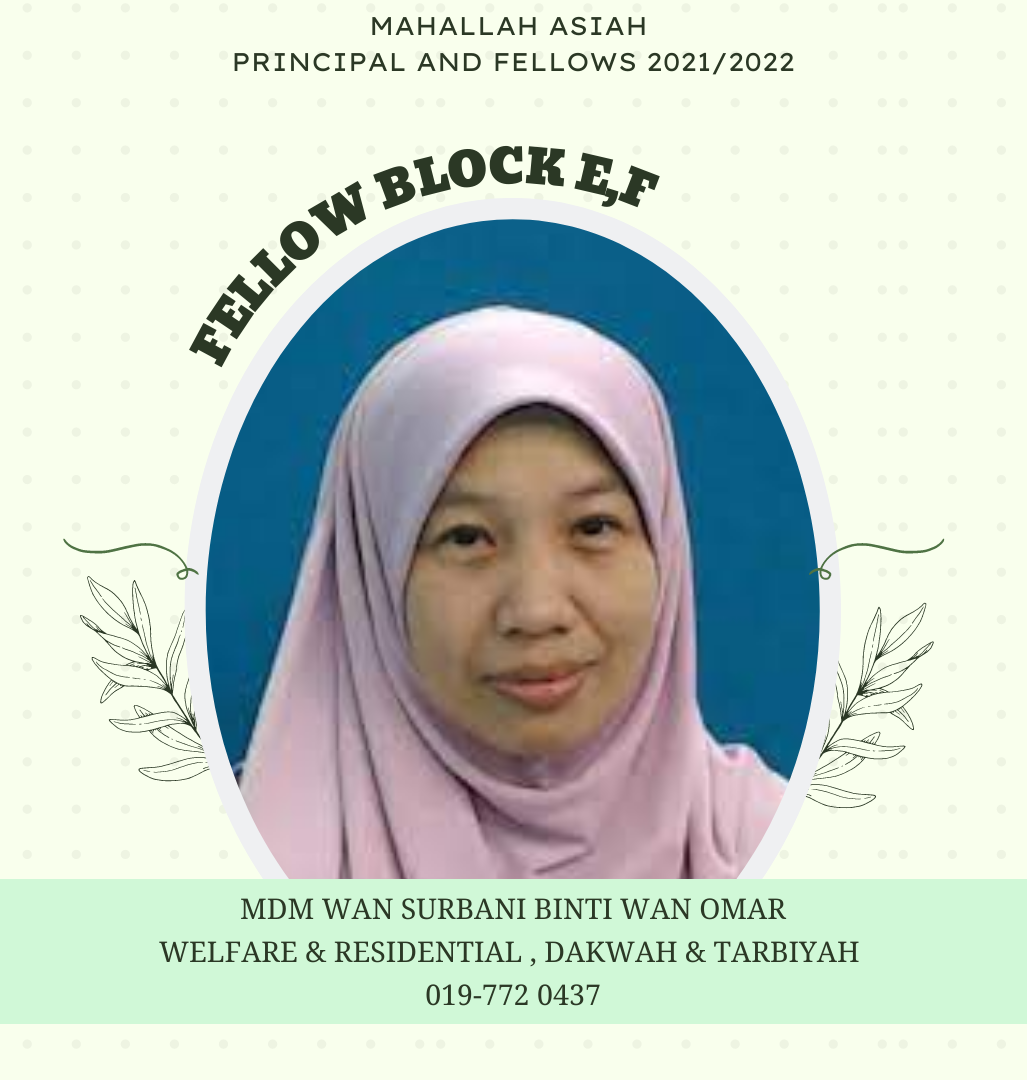 MAHALLAH ASIAH
PRINCIPAL AND FELLOWS 2021/2022
FELLOW BLOCK E,F
MDM WAN SURBANI BINTI WAN OMAR
WELFARE & RESIDENTIAL , DAKWAH & TARBIYAH
019-772 0437